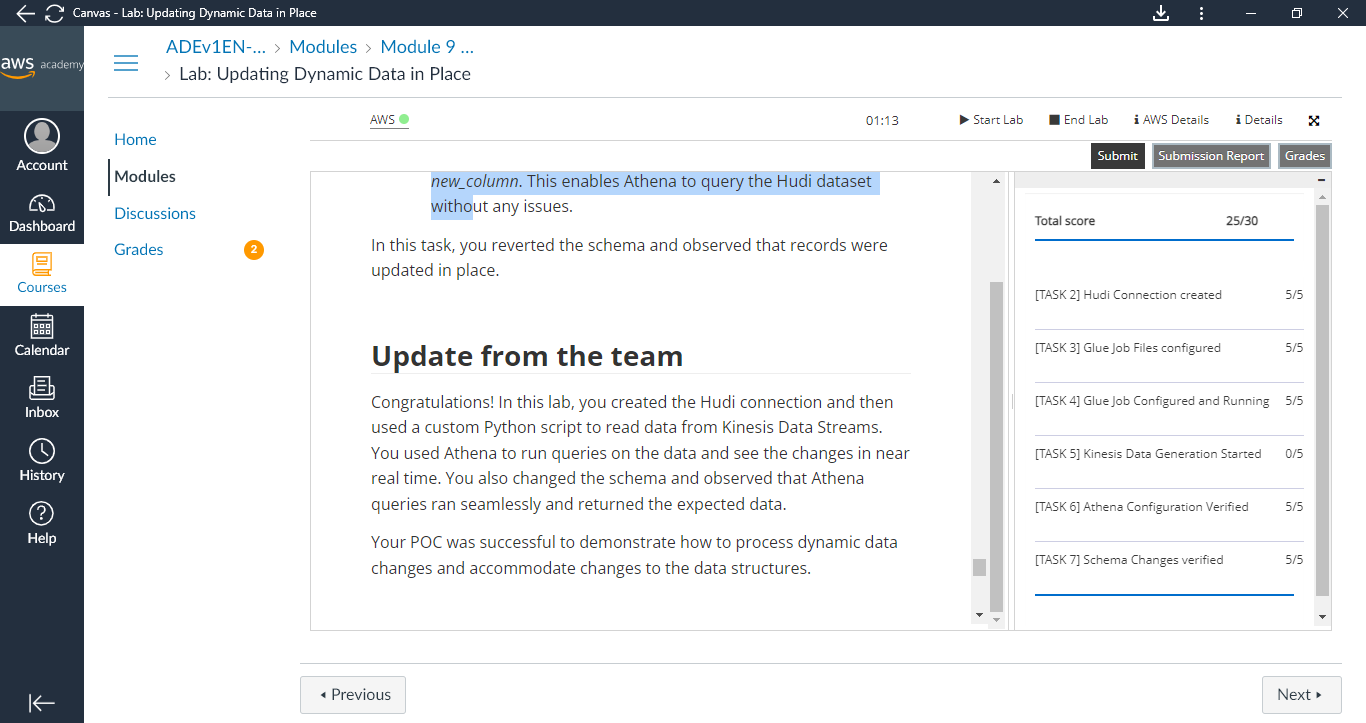 Canvas - Lab: Updating Dynamic Data in Place
aws academy
ADEv1EN-... > Modules > Module 9 ...
> Lab: Updating Dynamic Data in Place
Account
Dashboard
Courses
Calendar
Inbox
History
Help
Home
Modules
Discussions
Grades 2
AWS 01:13 Start Lab End Lab AWS Details Details
Submit Submission Report Grades
new_column. This enables Athena to query the Hudi dataset
without any issues.
In this task, you reverted the schema and observed that records were
updated in place.
Update from the team
Congratulations! In this lab, you created the Hudi connection and then
used a custom Python script to read data from Kinesis Data Streams.
You used Athena to run queries on the data and see the changes in near
real time. You also changed the schema and observed that Athena
queries ran seamlessly and returned the expected data.
Your POC was successful to demonstrate how to process dynamic data
changes and accommodate changes to the data structures.
Total score 25/30
[TASK 2] Hudi Connection created 5/5
[TASK 3] Glue Job Files configured 5/5
[TASK 4] Glue Job Configured and Running 5/5
[TASK 5] Kinesis Data Generation Started 0/5
[TASK 6] Athena Configuration Verified 5/5
[TASK 7] Schema Changes verified 5/5
Previous
Next